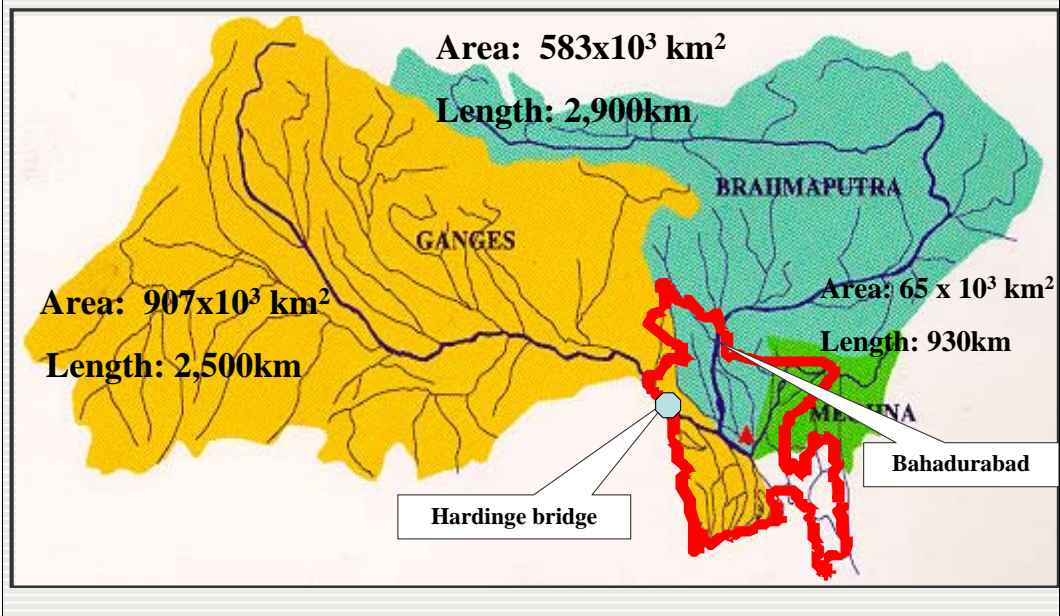 Area: 583x10³ km²
Length: 2,900km
BRAHMAPUTRA
GANGES
Area: 907x10³ km²
Length: 2,500km
Area: 65 x 10³ km²
Length: 930km
MEGHNA
Bahadurabad
Hardinge bridge